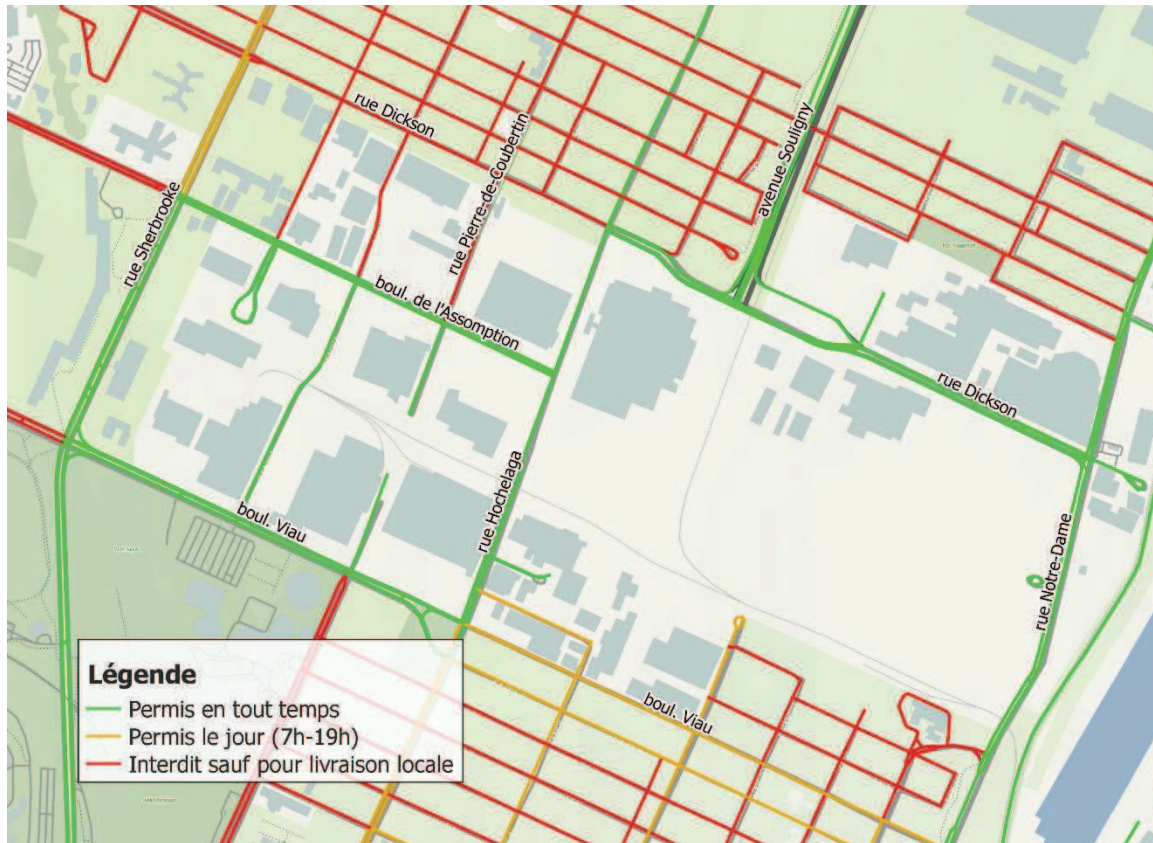 rue Dickson
rue Pierre-de-Coubertin
avenue Souligny
rue Sherbrooke
boul. de l'Assomption
rue Dickson
rue Hochelaga
boul. Viau
rue Notre-Dame
boul. Viau
Légende
Permis en tout temps
Permis le jour (7h-19h)
Interdit sauf pour livraison locale